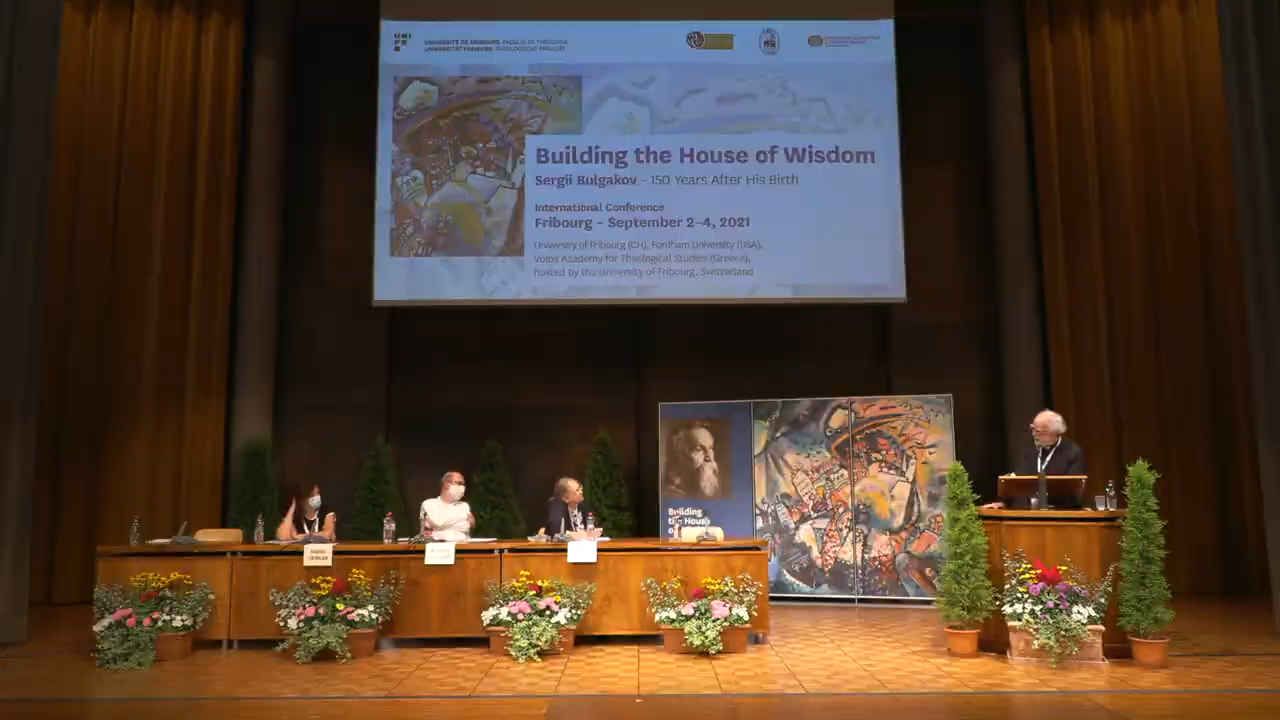 UNIVERSITÉ DE FRIBOURG FACULTÉ DE THÉOLOGIE
UNIVERSITÄT FREIBURG THEOLOGISCHE FAKULTÄT
Building the House of Wisdom
Sergii Bulgakov – 150 Years After His Birth
International Conference
Fribourg – September 2–4, 2021
University of Fribourg (CH), Fordham University (USA),
Volos Academy for Theological Studies (Greece),
hosted by the University of Fribourg, Switzerland
Building
the House